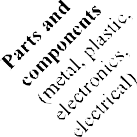 Parts and
components
(metal, plastic,
electronics,
electrical)